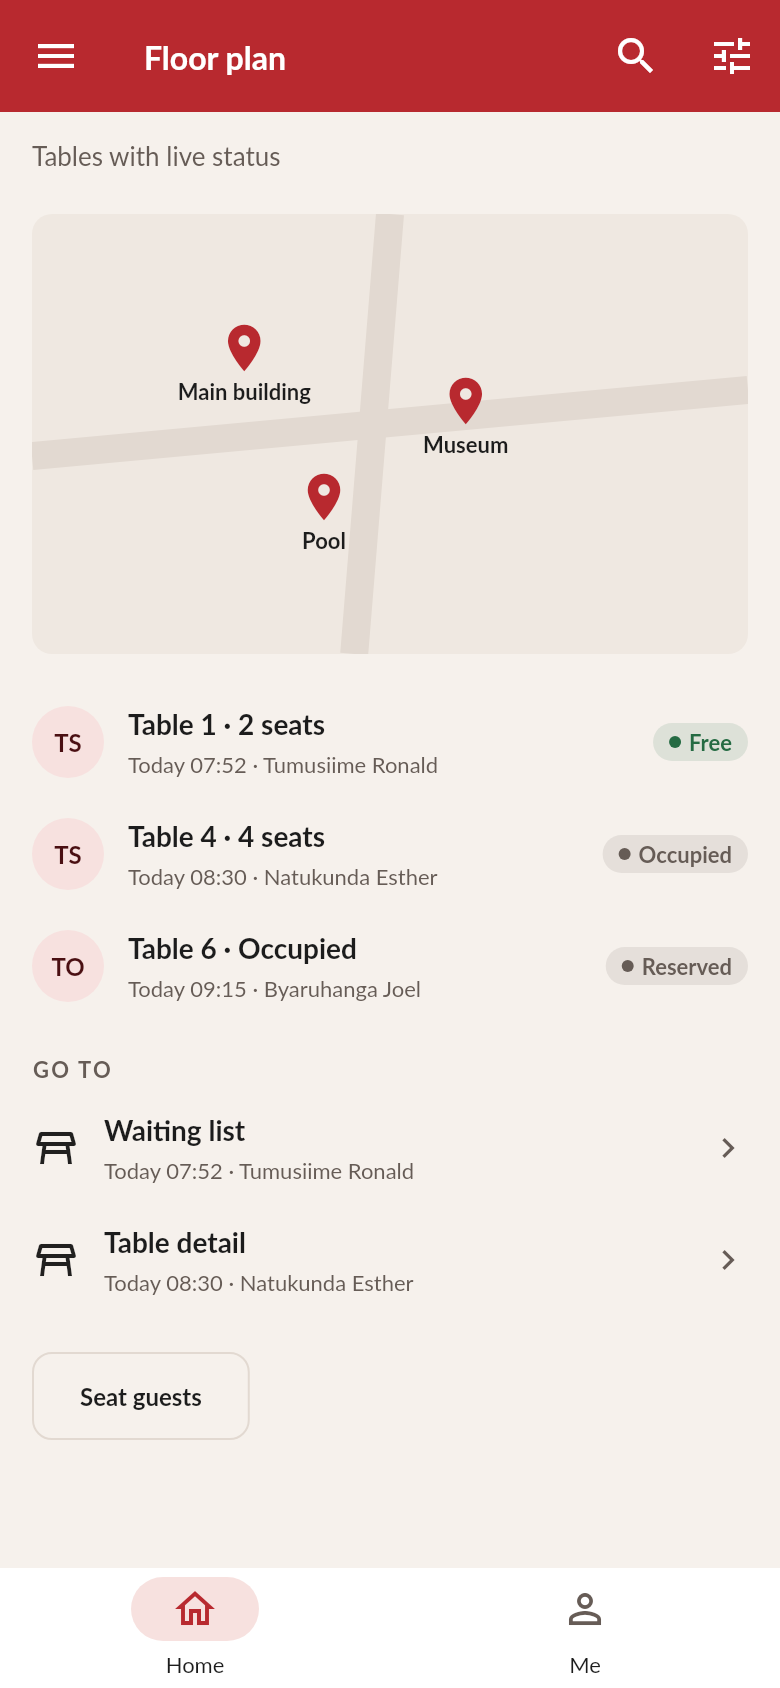 Floor plan
Tables with live status
Main building
Museum
Pool
TS
Table 1 · 2 seats
Today 07:52 · Tumusiime Ronald
Free
TS
Table 4 · 4 seats
Today 08:30 · Natukunda Esther
Occupied
TO
Table 6 · Occupied
Today 09:15 · Byaruhanga Joel
Reserved
GO TO
Waiting list
Today 07:52 · Tumusiime Ronald
Table detail
Today 08:30 · Natukunda Esther
Seat guests
Home
Me